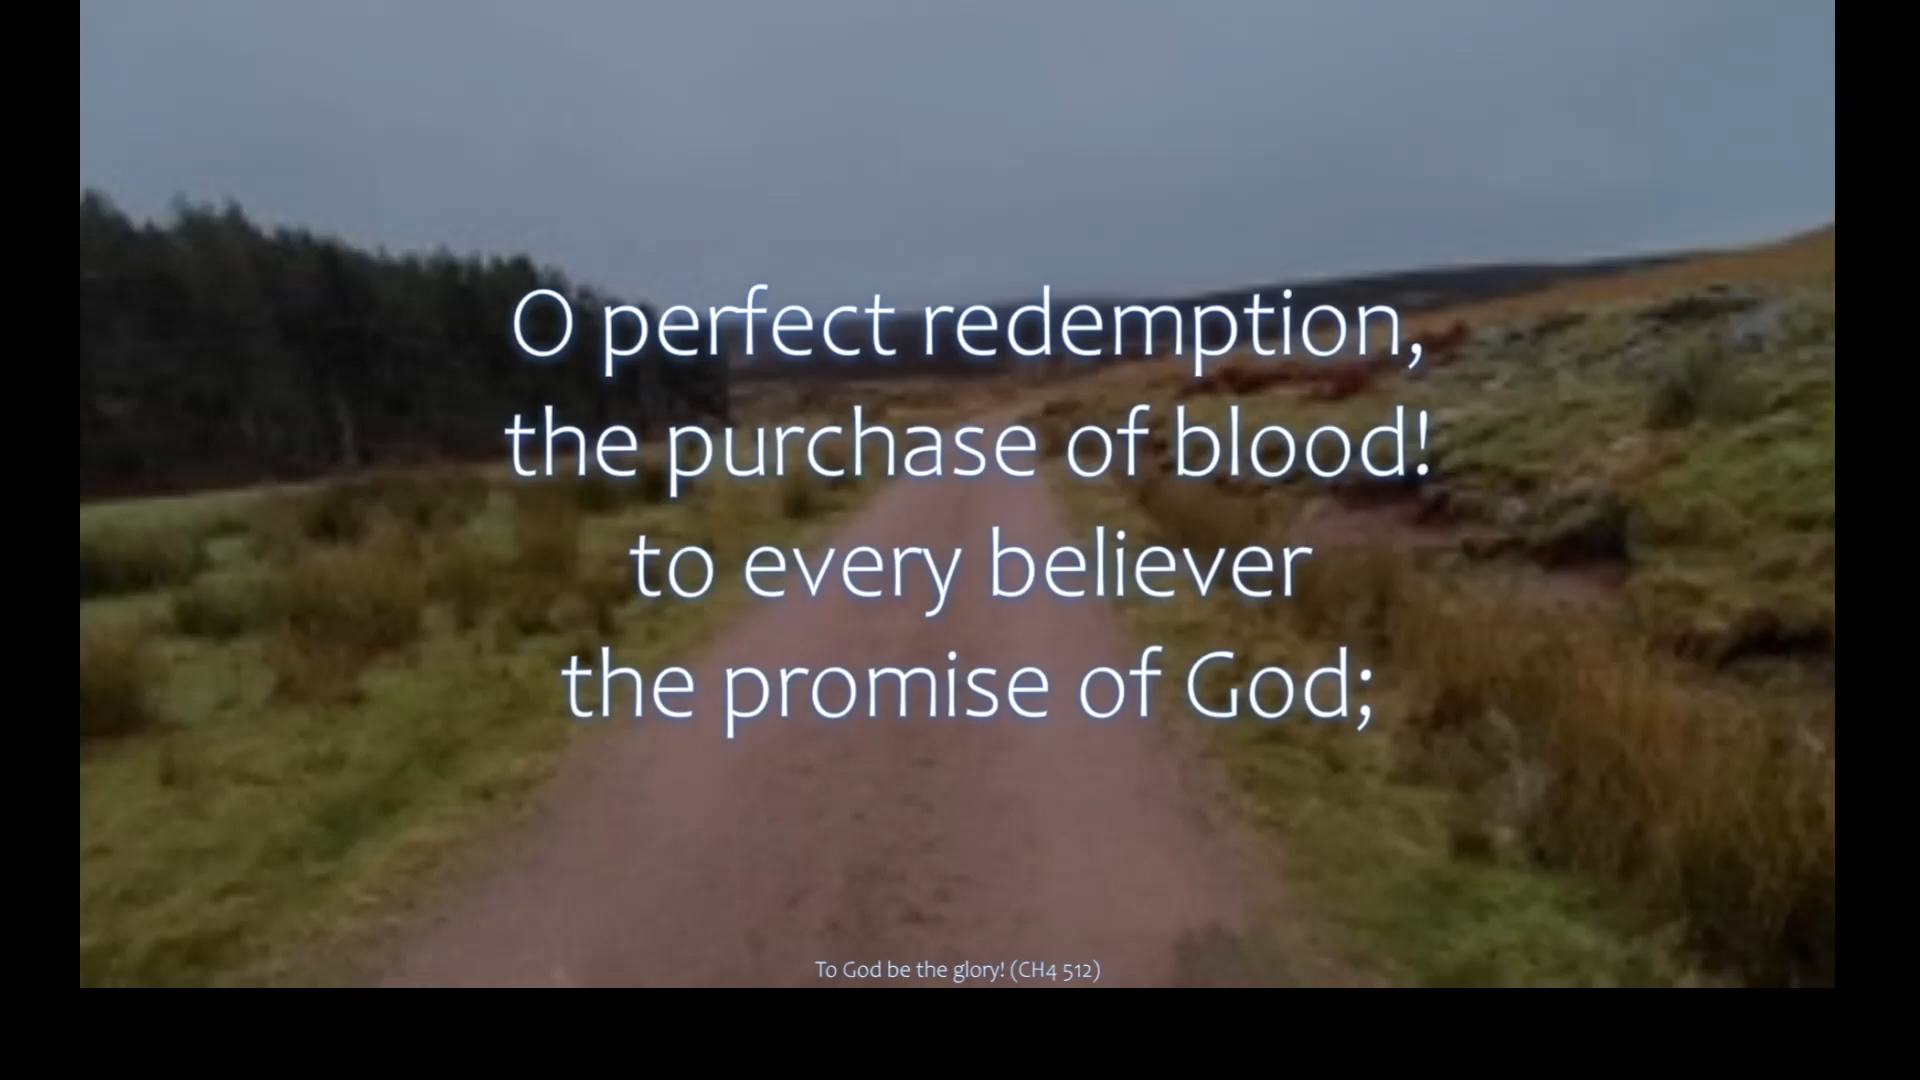 O perfect redemption,
the purchase of blood!
to every believer
the promise of God;
To God be the glory! (CH4 512)